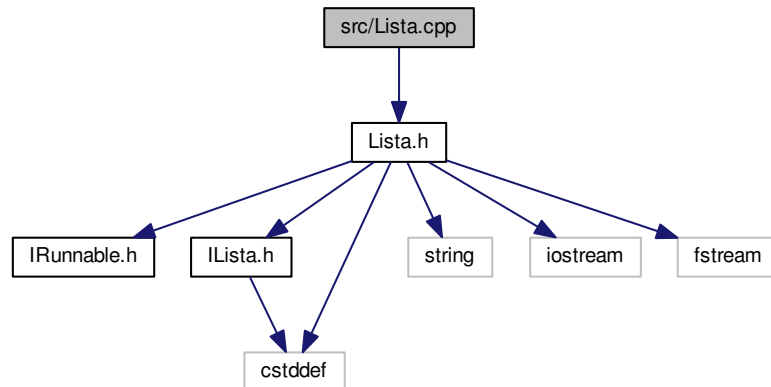 src/Lista.cpp
Lista.h
IRunnable.h
ILista.h
string
iostream
fstream
cstddef